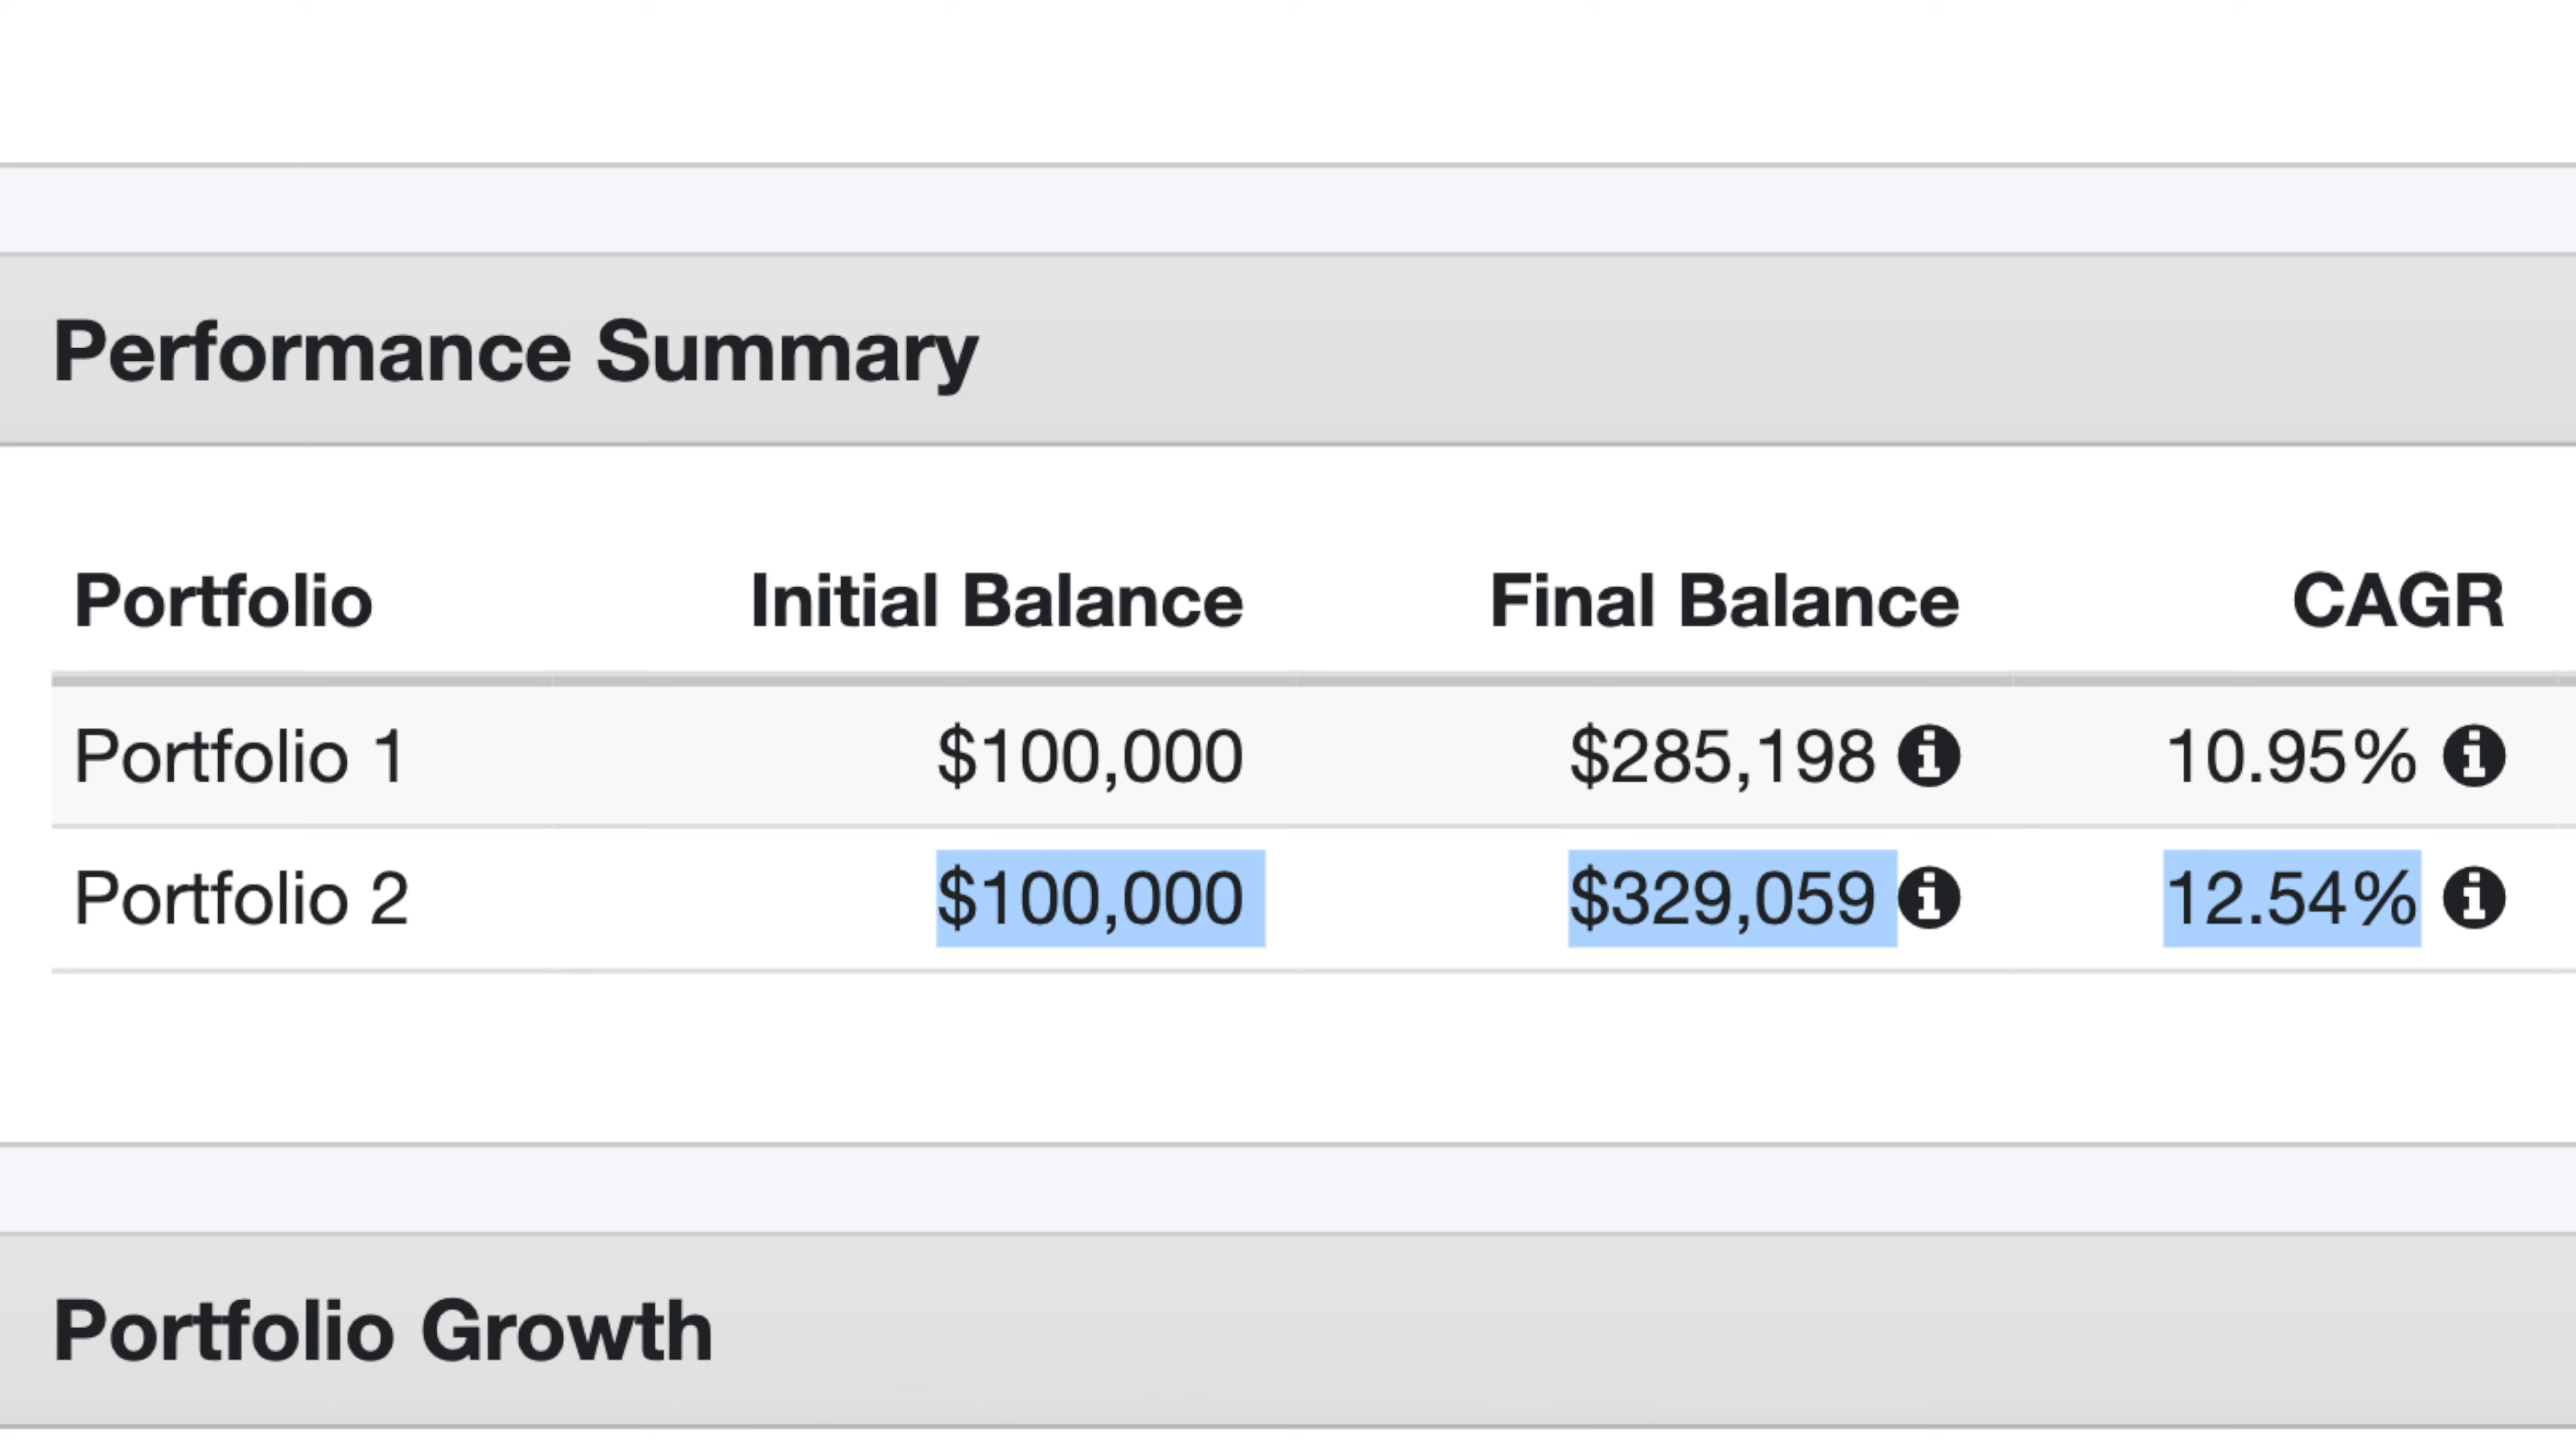 Performance Summary
Portfolio Initial Balance Final Balance CAGR
Portfolio 1 $100,000 $285,198 10.95%
Portfolio 2 $100,000 $329,059 12.54%
Portfolio Growth